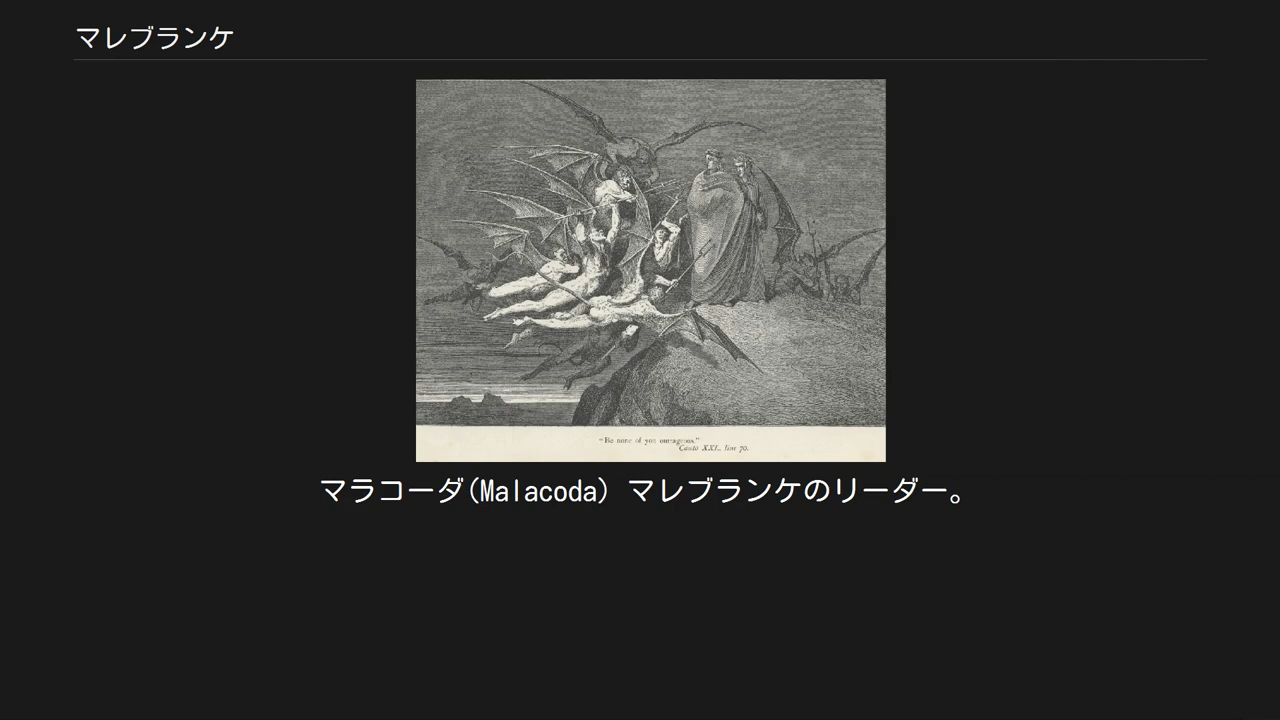 マレブランケ
"Be none of you outrageous."
Canto XXI., line 70.
マラコーダ(Malacoda) マレブランケのリーダー。